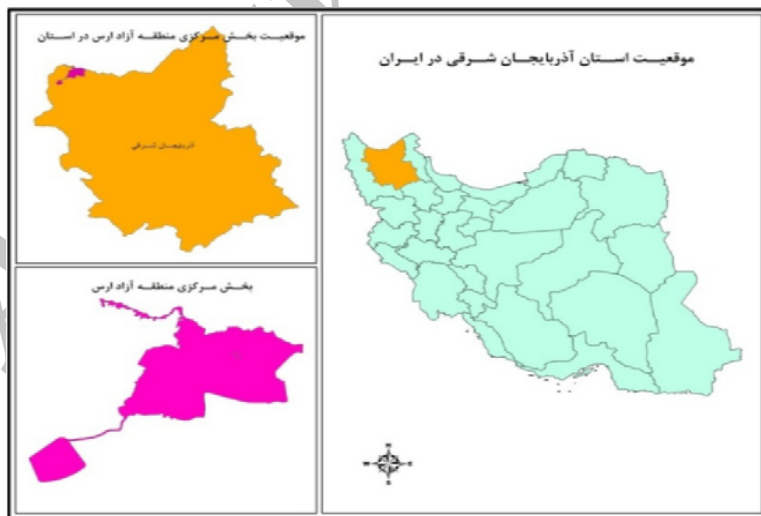 موقعیت استان آذربایجان شرقی در ایران
موقعیت بخش مرکزی منطقه آزاد ارس در استان
آذربایجان شرقی
بخش مرکزی منطقه آزاد ارس
N